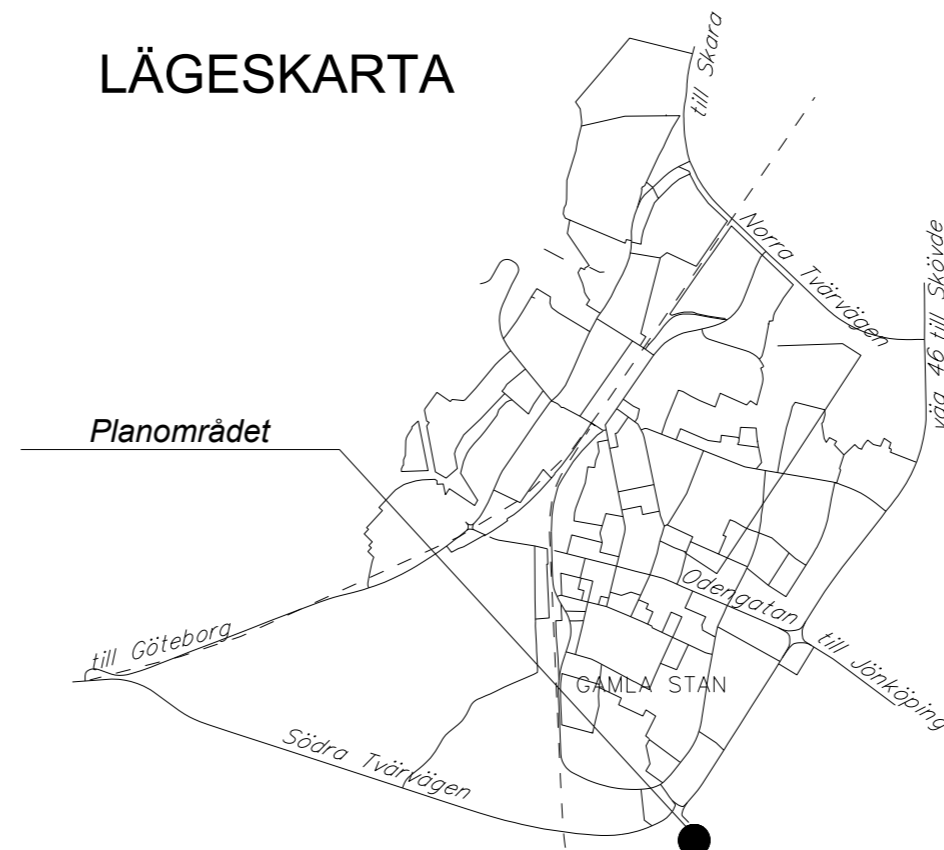 LÄGESKARTA
till Skara
Norra Tvärvägen
väg 46 till Skövde
Planområdet
Odengatan
till Göteborg
till Jönköping
GAMLA STAN
Södra Tvärvägen